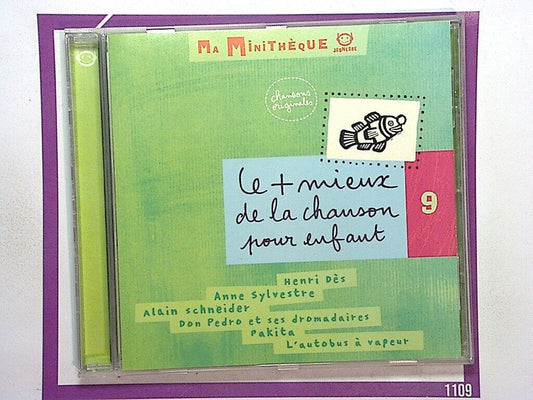 Ma MiNiTHÈQUE JEUNESSE
chansons
originales
le + mieux
de la chanson
pour enfant
9
Henri Dès
Anne Sylvestre
Alain Schneider
Don Pedro et ses dromadaires
Pakita
L'autobus à vapeur
1109